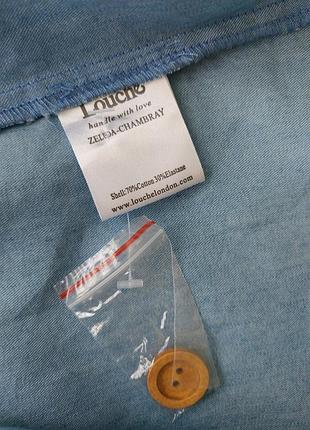 Louche
handle with love
ZELDA-CHAMBRAY
Shell:70%Cotton 30%Elastane
www.louchelondon.com